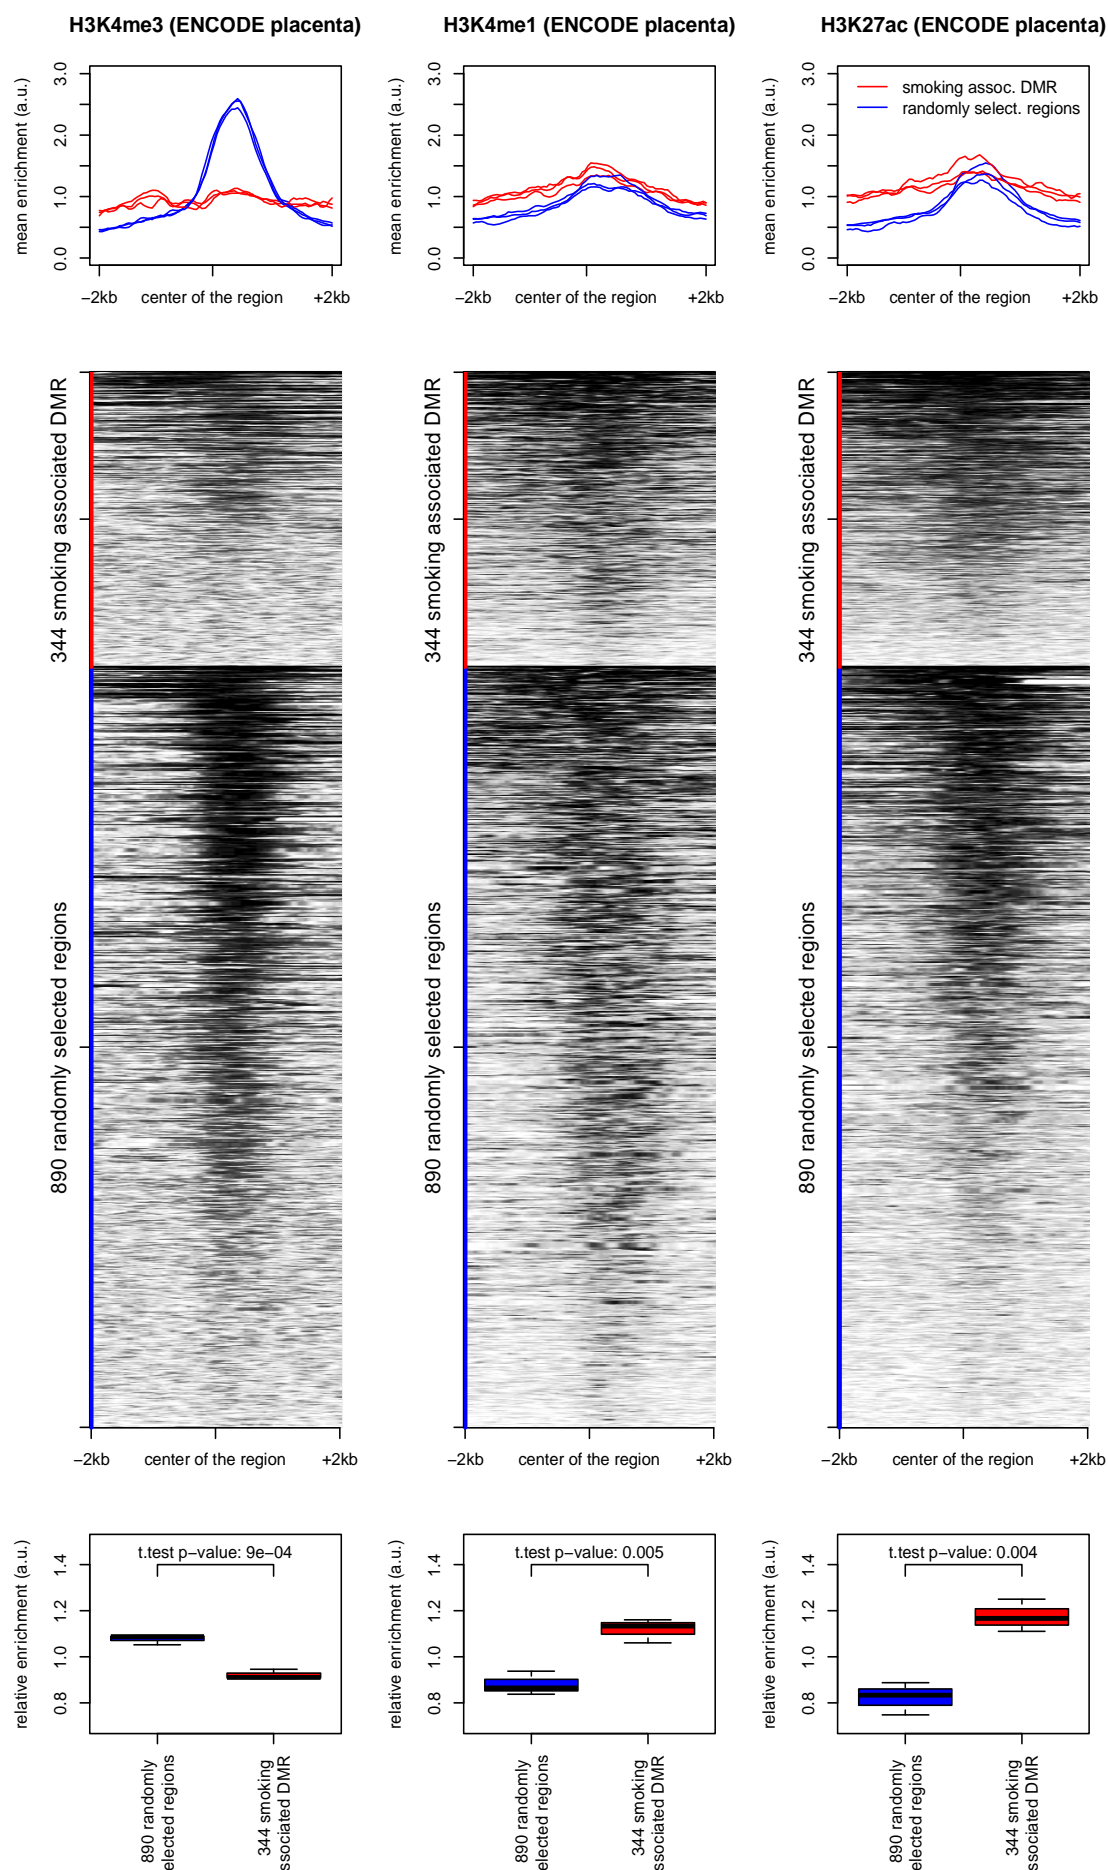 H3K4me3 (ENCODE placenta)
H3K4me1 (ENCODE placenta)
H3K27ac (ENCODE placenta)
mean enrichment (a.u.)
0.0 1.0 2.0 3.0
−2kb center of the region +2kb
mean enrichment (a.u.)
0.0 1.0 2.0 3.0
−2kb center of the region +2kb
mean enrichment (a.u.)
0.0 1.0 2.0 3.0
smoking assoc. DMR
randomly select. regions
−2kb center of the region +2kb
344 smoking associated DMR
890 randomly selected regions
−2kb center of the region +2kb
344 smoking associated DMR
890 randomly selected regions
−2kb center of the region +2kb
344 smoking associated DMR
890 randomly selected regions
−2kb center of the region +2kb
relative enrichment (a.u.)
0.8 1.0 1.2 1.4
t.test p−value: 9e−04
890 randomly
elected regions
344 smoking
ssociated DMR
relative enrichment (a.u.)
0.8 1.0 1.2 1.4
t.test p−value: 0.005
890 randomly
elected regions
344 smoking
ssociated DMR
relative enrichment (a.u.)
0.8 1.0 1.2 1.4
t.test p−value: 0.004
890 randomly
elected regions
344 smoking
ssociated DMR